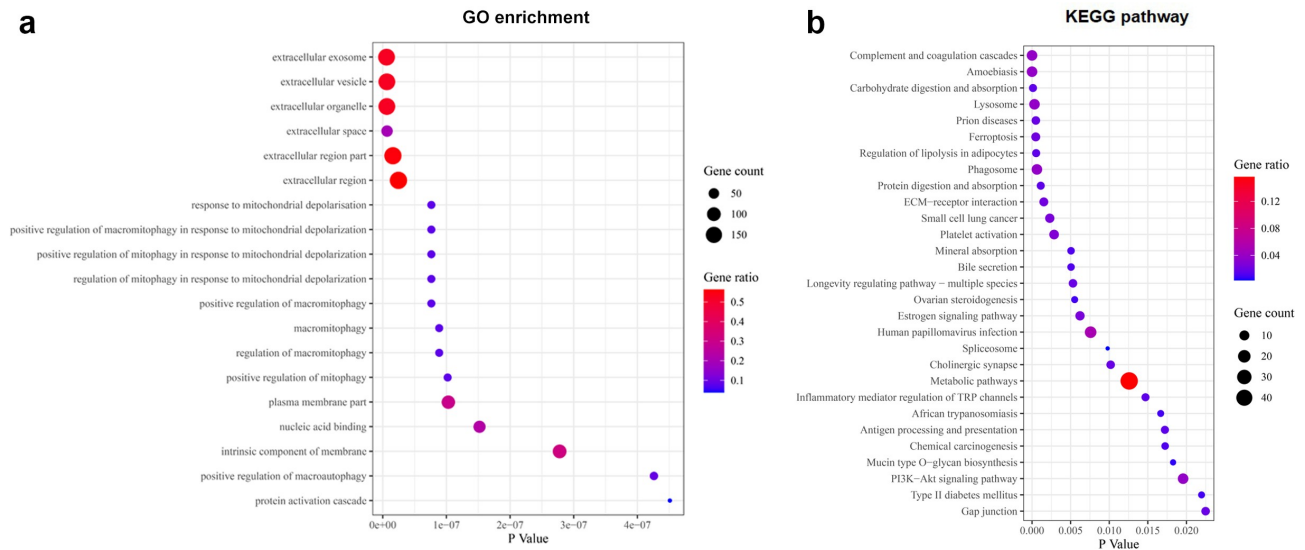 a
GO enrichment
extracellular exosome
extracellular vesicle
extracellular organelle
extracellular space
extracellular region part
extracellular region
response to mitochondrial depolarisation
positive regulation of macromitophagy in response to mitochondrial depolarization
positive regulation of mitophagy in response to mitochondrial depolarization
regulation of mitophagy in response to mitochondrial depolarization
positive regulation of macromitophagy
macromitophagy
regulation of macromitophagy
positive regulation of mitophagy
plasma membrane part
nucleic acid binding
intrinsic component of membrane
positive regulation of macroautophagy
protein activation cascade
0e+00 1e−07 2e−07 3e−07 4e−07
P Value
Gene count
50
100
150
Gene ratio
0.5
0.4
0.3
0.2
0.1
b
KEGG pathway
Complement and coagulation cascades
Amoebiasis
Carbohydrate digestion and absorption
Lysosome
Prion diseases
Ferroptosis
Regulation of lipolysis in adipocytes
Phagosome
Protein digestion and absorption
ECM−receptor interaction
Small cell lung cancer
Platelet activation
Mineral absorption
Bile secretion
Longevity regulating pathway − multiple species
Ovarian steroidogenesis
Estrogen signaling pathway
Human papillomavirus infection
Spliceosome
Cholinergic synapse
Metabolic pathways
Inflammatory mediator regulation of TRP channels
African trypanosomiasis
Antigen processing and presentation
Chemical carcinogenesis
Mucin type O−glycan biosynthesis
PI3K−Akt signaling pathway
Type II diabetes mellitus
Gap junction
0.000 0.005 0.010 0.015 0.020
P Value
Gene ratio
0.12
0.08
0.04
Gene count
10
20
30
40